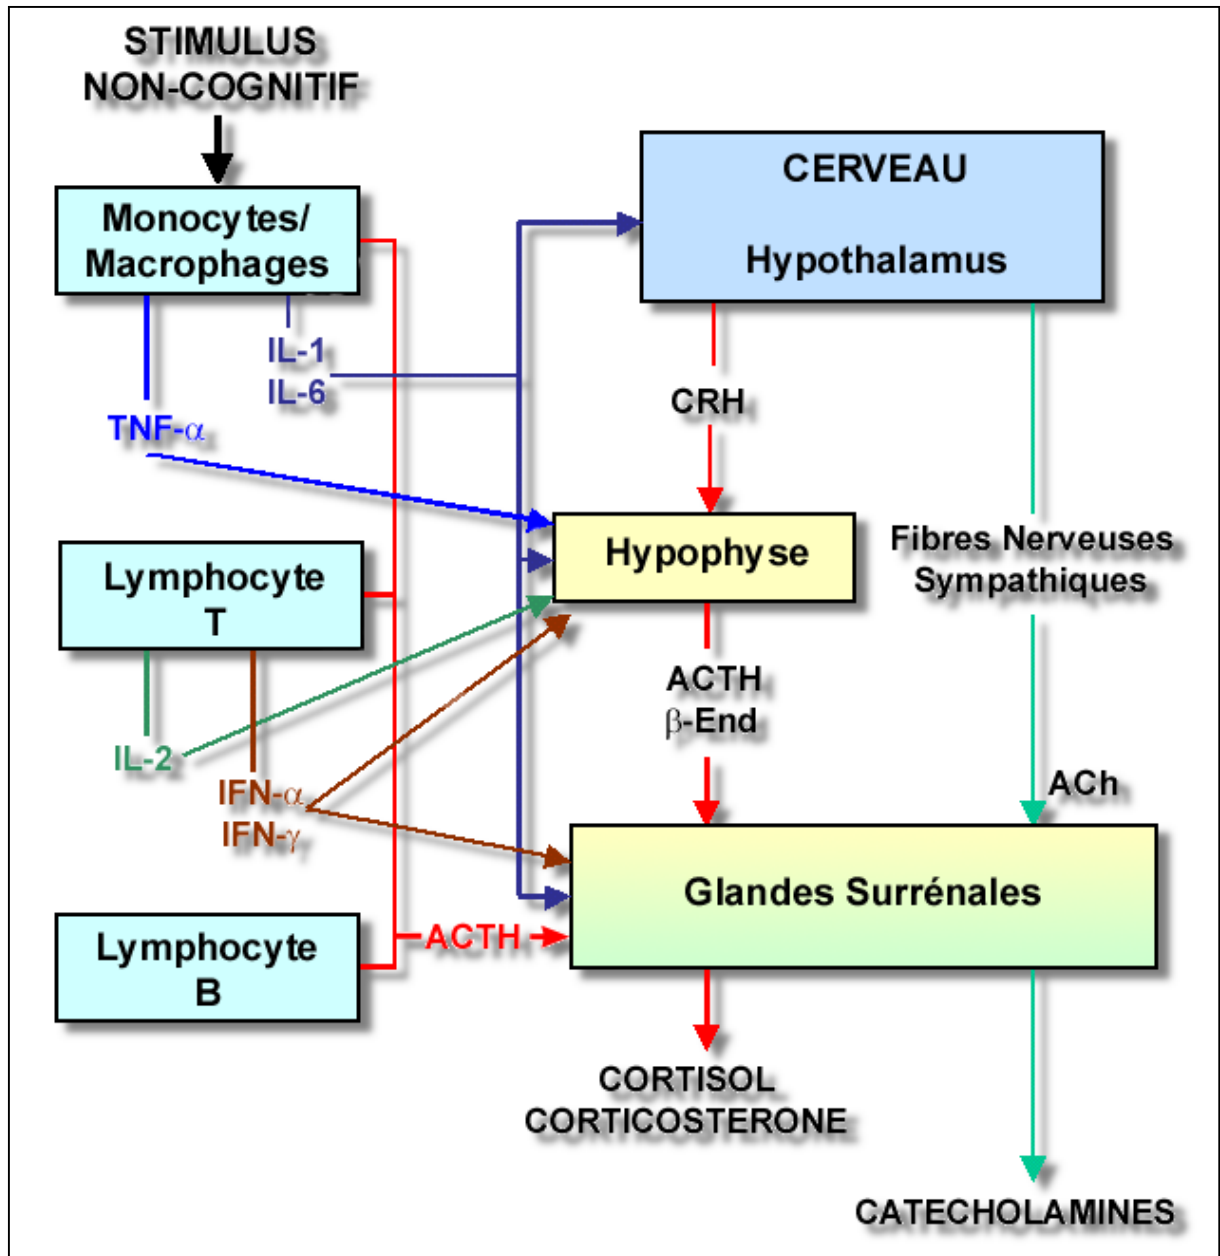 STIMULUS
NON-COGNITIF
Monocytes/
Macrophages
CERVEAU
Hypothalamus
IL-1
IL-6
TNF-α
CRH
Hypophyse
Fibres Nerveuses
Sympathiques
Lymphocyte
T
ACTH
β-End
IL-2
IFN-α
IFN-γ
ACh
Glandes Surrénales
Lymphocyte
B
ACTH
CORTISOL
CORTICOSTERONE
CATECHOLAMINES